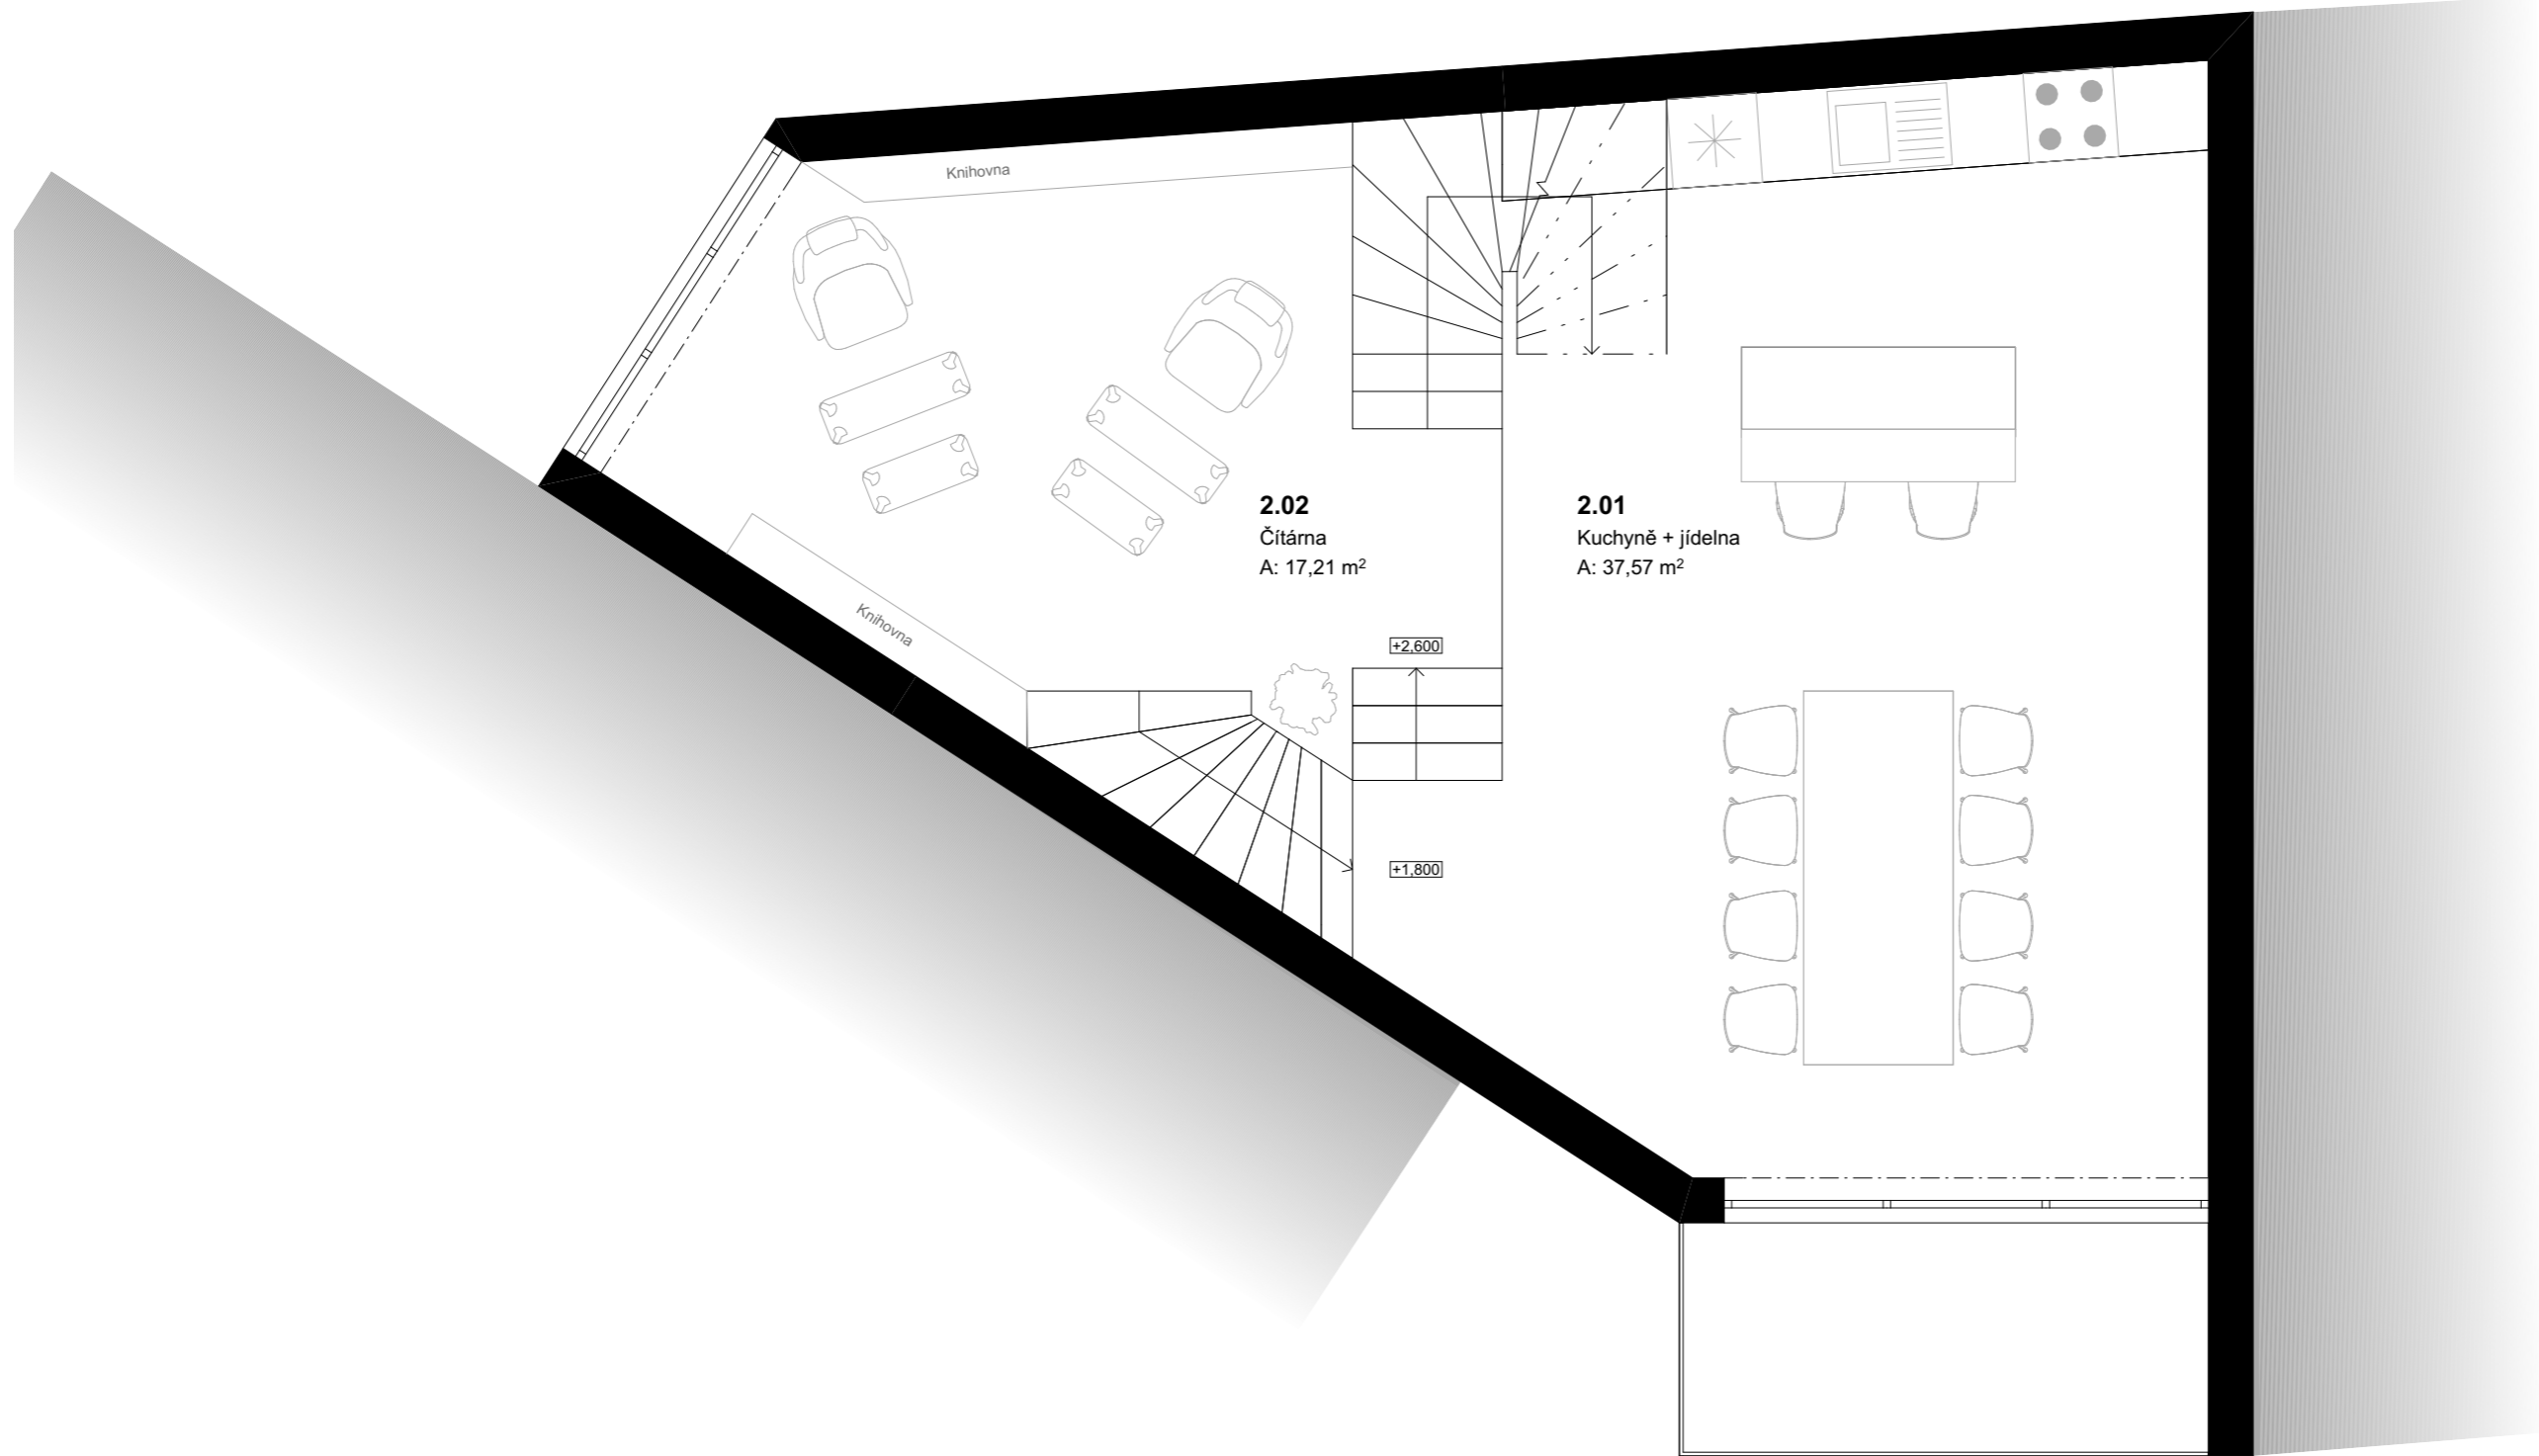 Knihovna
2.02
Čítárna
A: 17,21 m²
2.01
Kuchyně + jídelna
A: 37,57 m²
Knihovna
+2,600
+1,800